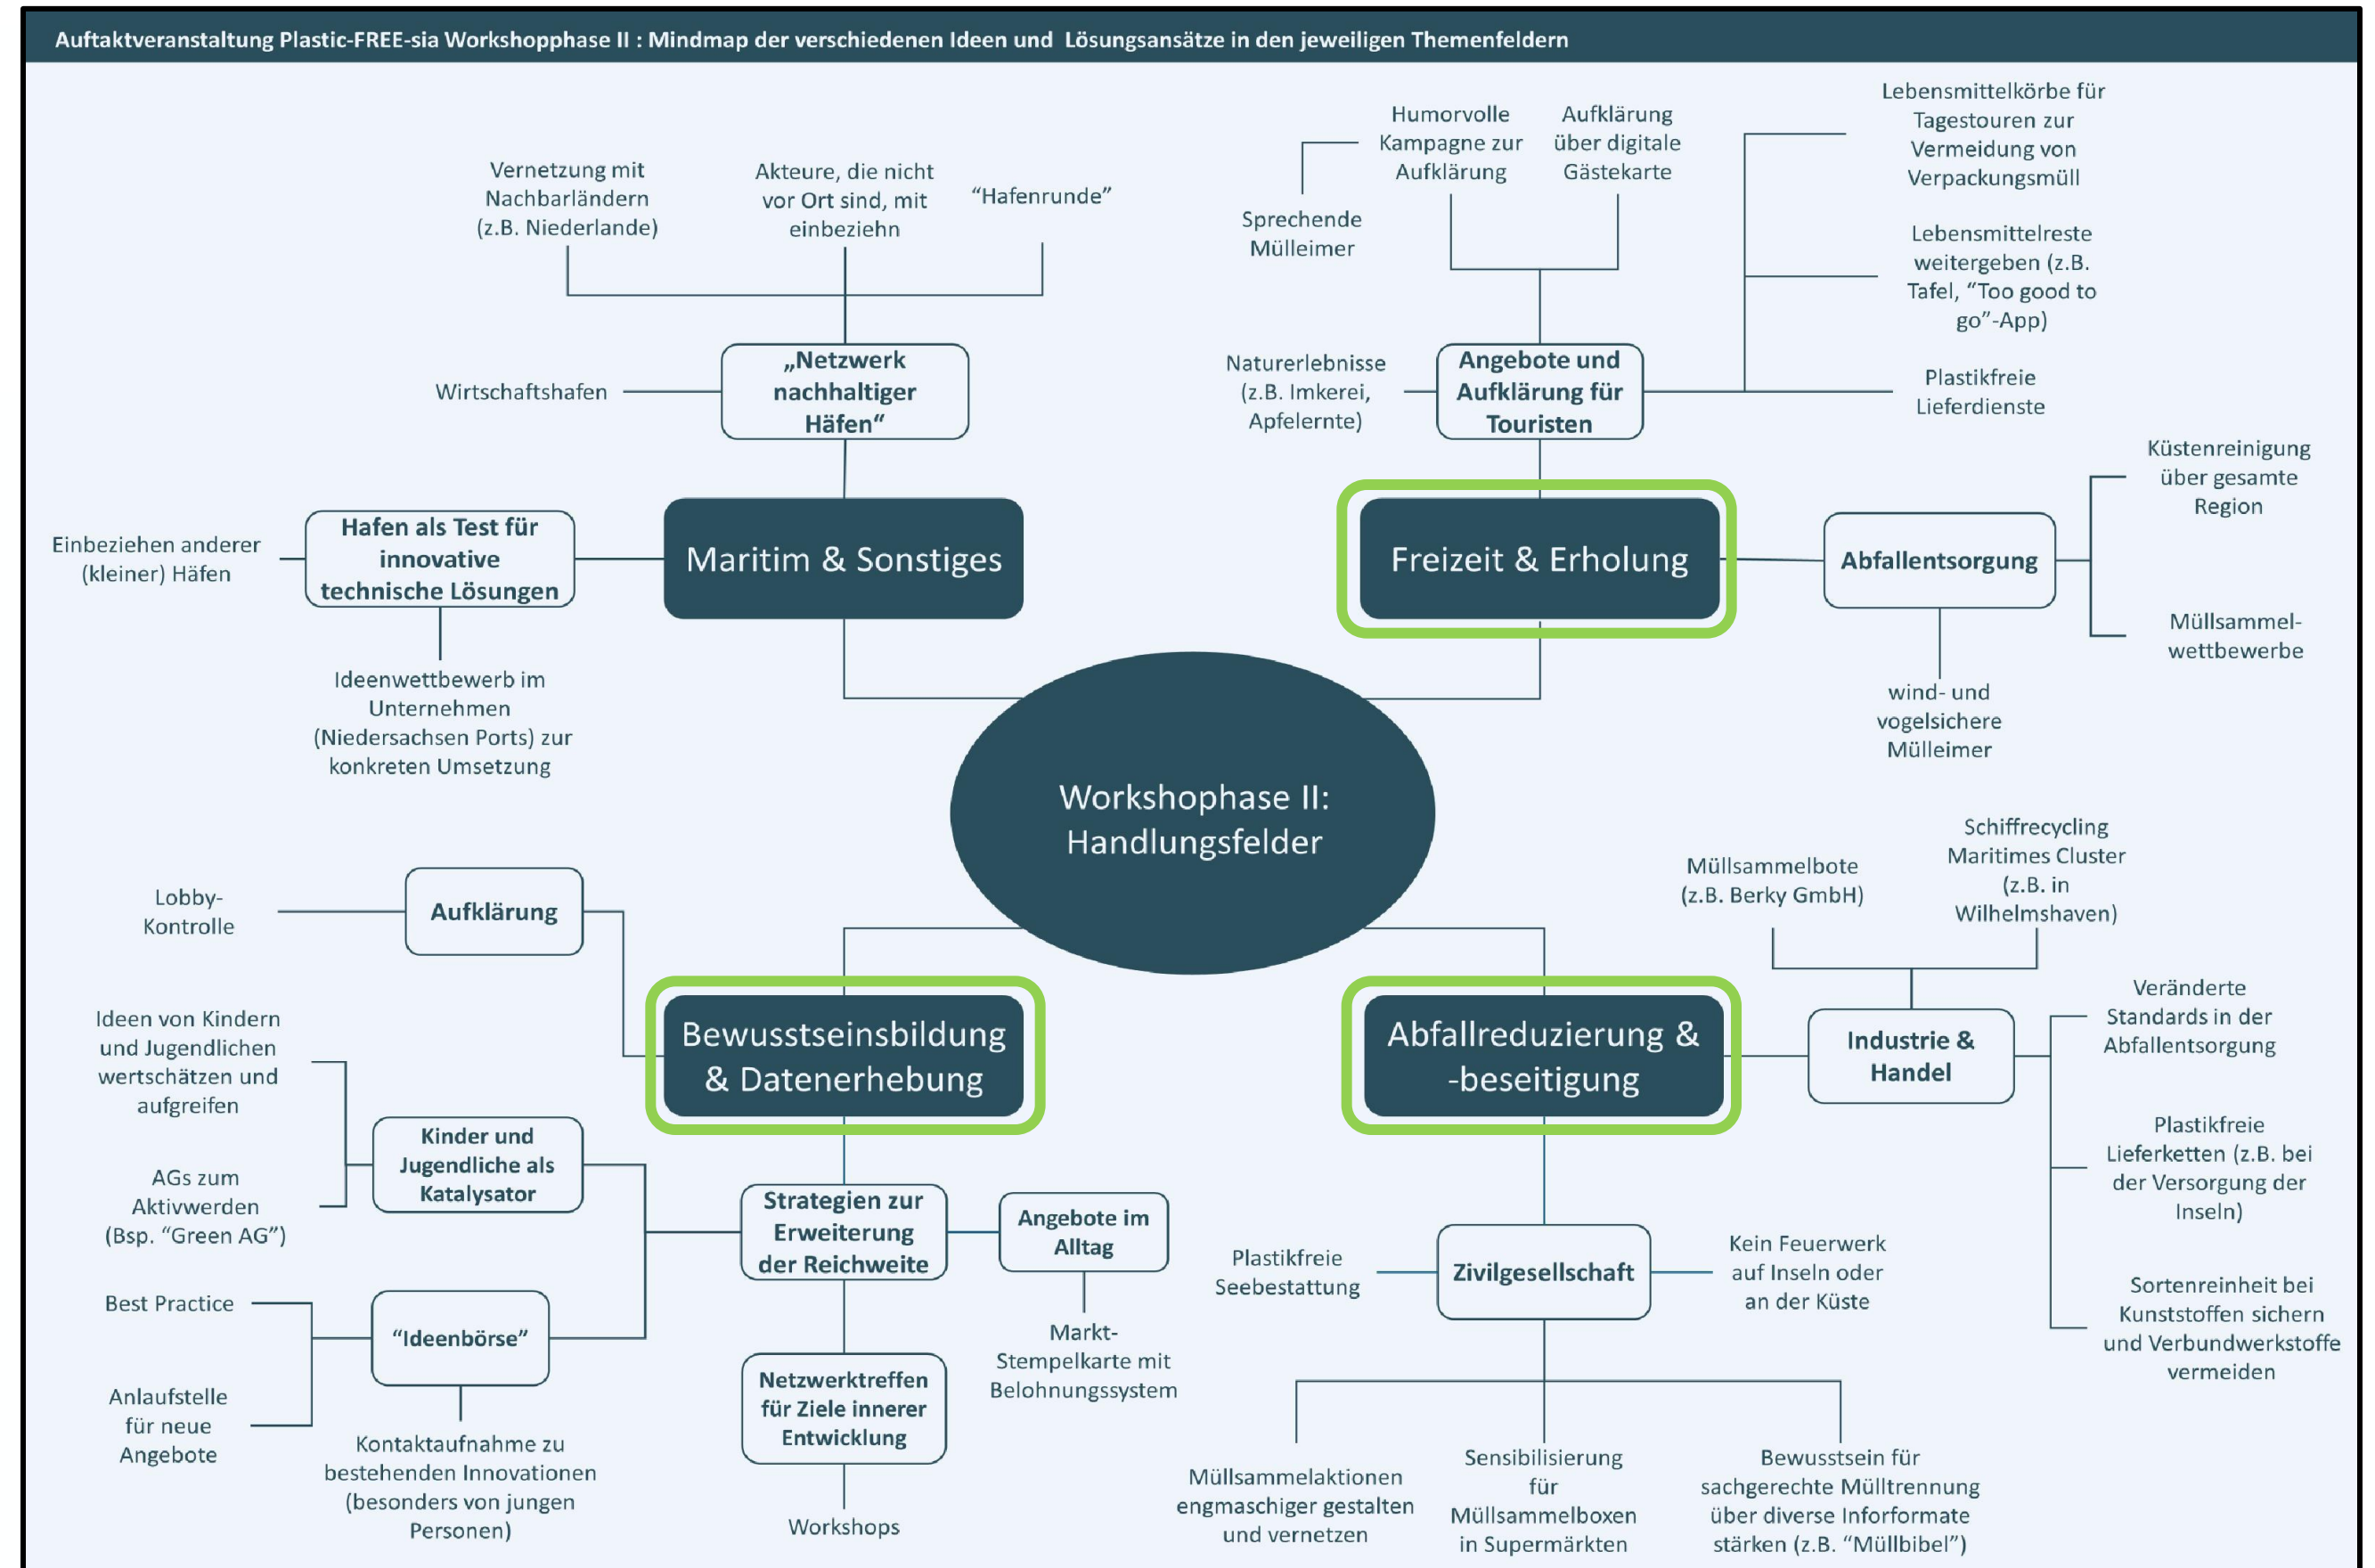 Auftaktveranstaltung Plastic-FREE-sia Workshopphase II : Mindmap der verschiedenen Ideen und Lösungsansätze in den jeweiligen Themenfeldern
Vernetzung mit
Nachbarländern
(z.B. Niederlande)
Akteure, die nicht
vor Ort sind, mit
einbeziehn
“Hafenrunde”
Wirtschaftshafen
„Netzwerk
nachhaltiger
Häfen“
Einbeziehen anderer
(kleiner) Häfen
Hafen als Test für
innovative
technische Lösungen
Maritim & Sonstiges
Ideenwettbewerb im
Unternehmen
(Niedersachsen Ports) zur
konkreten Umsetzung
Sprechende
Mülleimer
Humorvolle
Kampagne zur
Aufklärung
Aufklärung
über digitale
Gästekarte
Lebensmittelkörbe für
Tagestouren zur
Vermeidung von
Verpackungsmüll
Lebensmittelreste
weitergeben (z.B.
Tafel, “Too good to
go”-App)
Naturerlebnisse
(z.B. Imkerei,
Apfelernte)
Angebote und
Aufklärung für
Touristen
Plastikfreie
Lieferdienste
Freizeit & Erholung
Abfallentsorgung
Küstenreinigung
über gesamte
Region
Müllsammel-
wettbewerbe
wind- und
vogelsichere
Mülleimer
Workshophase II:
Handlungsfelder
Lobby-
Kontrolle
Aufklärung
Bewusstseinsbildung
& Datenerhebung
Ideen von Kindern
und Jugendlichen
wertschätzen und
aufgreifen
AGs zum
Aktivwerden
(Bsp. “Green AG”)
Kinder und
Jugendliche als
Katalysator
Strategien zur
Erweiterung
der Reichweite
Angebote im
Alltag
Markt-
Stempelkarte mit
Belohnungssystem
Best Practice
“Ideenbörse”
Anlaufstelle
für neue
Angebote
Kontaktaufnahme zu
bestehenden Innovationen
(besonders von jungen
Personen)
Netzwerktreffen
für Ziele innerer
Entwicklung
Workshops
Abfallreduzierung &
-beseitigung
Müllsammelbote
(z.B. Berky GmbH)
Schiffrecycling
Maritimes Cluster
(z.B. in
Wilhelmshaven)
Industrie &
Handel
Veränderte
Standards in der
Abfallentsorgung
Plastikfreie
Lieferketten (z.B. bei
der Versorgung der
Inseln)
Sortenreinheit bei
Kunststoffen sichern
und Verbundwerkstoffe
vermeiden
Plastikfreie
Seebestattung
Zivilgesellschaft
Kein Feuerwerk
auf Inseln oder
an der Küste
Müllsammelaktionen
engmaschiger gestalten
und vernetzen
Sensibilisierung
für
Müllsammelboxen
in Supermärkten
Bewusstsein für
sachgerechte Mülltrennung
über diverse Inforformate
stärken (z.B. “Müllbibel”)